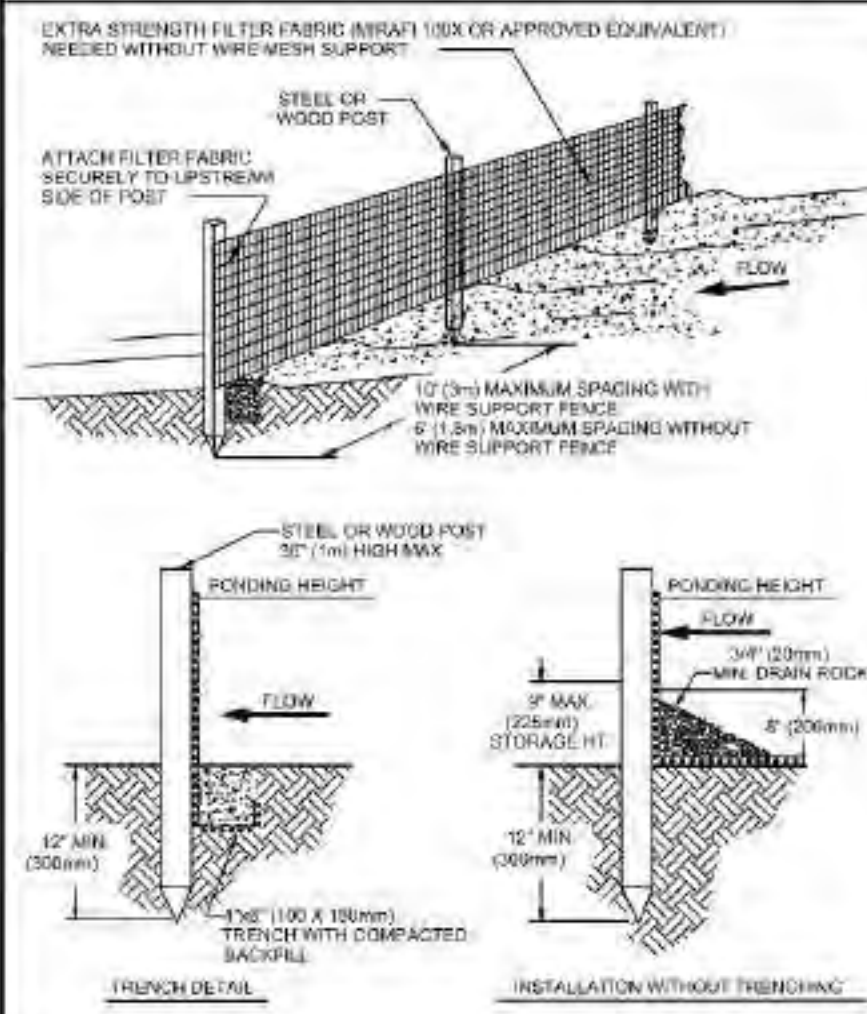 EXTRA STRENGTH FILTER FABRIC (MIRAFI 100X OR APPROVED EQUIVALENT)
NEEDED WITHOUT WIRE MESH SUPPORT
STEEL OR
WOOD POST
ATTACH FILTER FABRIC
SECURELY TO UPSTREAM
SIDE OF POST
FLOW
10' (3m) MAXIMUM SPACING WITH
WIRE SUPPORT FENCE
6' (1.8m) MAXIMUM SPACING WITHOUT
WIRE SUPPORT FENCE
STEEL OR WOOD POST
36" (1m) HIGH MAX
PONDING HEIGHT
FLOW
12" MIN.
(300mm)
TRENCH WITH COMPACTED
BACKFILL
TRENCH DETAIL
PONDING HEIGHT
FLOW
3/4" (20mm)
MIN. DRAIN ROCK
9" MAX.
(225mm)
STORAGE HT.
8" (200mm)
12" MIN.
(300mm)
INSTALLATION WITHOUT TRENCHING